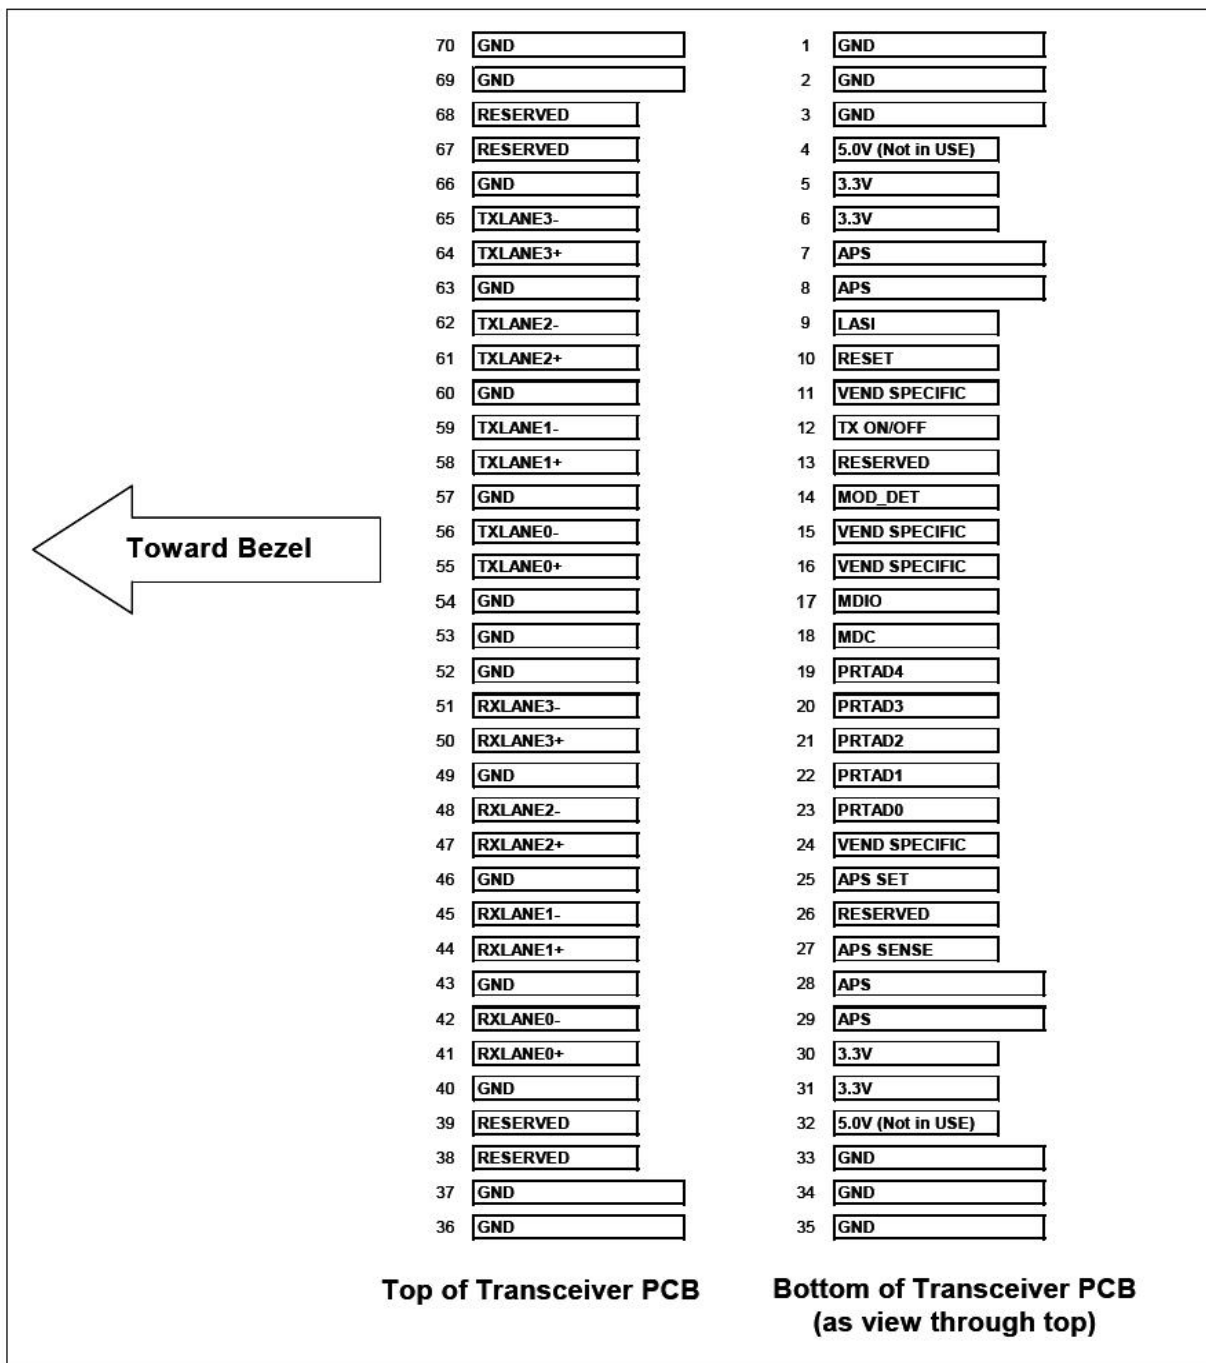 70 GND 1 GND
69 GND 2 GND
68 RESERVED 3 GND
67 RESERVED 4 5.0V (Not in USE)
66 GND 5 3.3V
65 TXLANE3- 6 3.3V
64 TXLANE3+ 7 APS
63 GND 8 APS
62 TXLANE2- 9 LASI
61 TXLANE2+ 10 RESET
60 GND 11 VEND SPECIFIC
59 TXLANE1- 12 TX ON/OFF
58 TXLANE1+ 13 RESERVED
57 GND 14 MOD_DET
56 TXLANE0- 15 VEND SPECIFIC
Toward Bezel
55 TXLANE0+ 16 VEND SPECIFIC
54 GND 17 MDIO
53 GND 18 MDC
52 GND 19 PRTAD4
51 RXLANE3- 20 PRTAD3
50 RXLANE3+ 21 PRTAD2
49 GND 22 PRTAD1
48 RXLANE2- 23 PRTAD0
47 RXLANE2+ 24 VEND SPECIFIC
46 GND 25 APS SET
45 RXLANE1- 26 RESERVED
44 RXLANE1+ 27 APS SENSE
43 GND 28 APS
42 RXLANE0- 29 APS
41 RXLANE0+ 30 3.3V
40 GND 31 3.3V
39 RESERVED 32 5.0V (Not in USE)
38 RESERVED 33 GND
37 GND 34 GND
36 GND 35 GND
Top of Transceiver PCB
Bottom of Transceiver PCB
(as view through top)